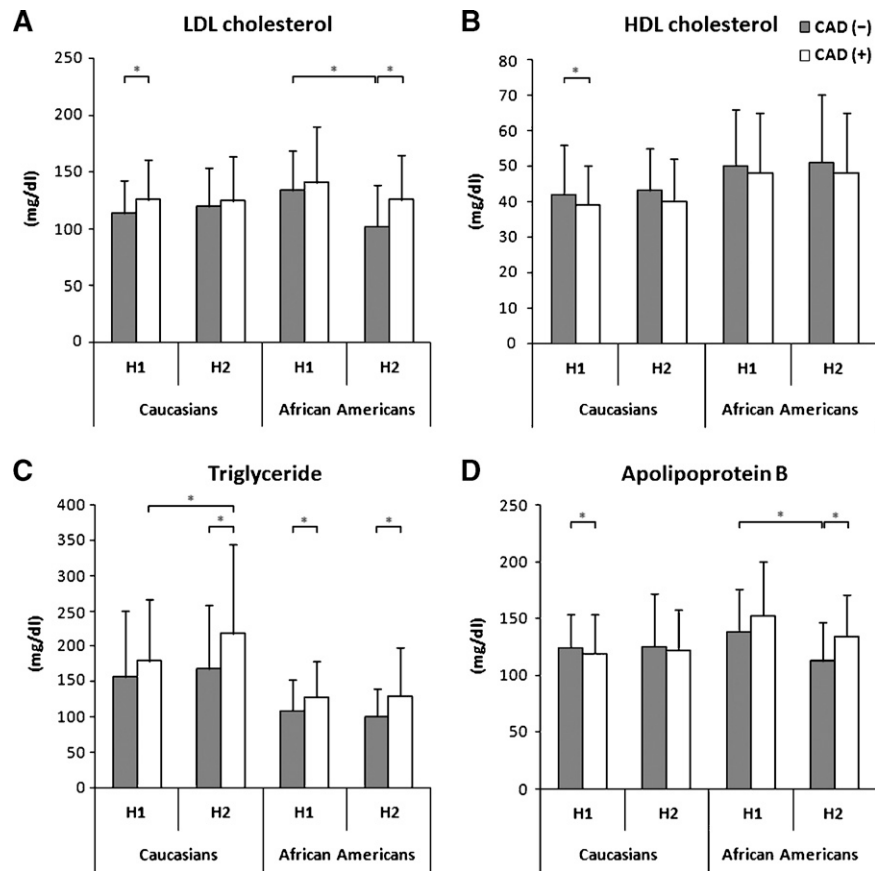 A
LDL cholesterol
250
200
150
100
50
0
(mg/dl)
*
*
*
H1
H2
H1
H2
Caucasians
African Americans
B
HDL cholesterol
CAD (−)
CAD (+)
80
70
60
50
40
30
20
10
0
(mg/dl)
*
H1
H2
H1
H2
Caucasians
African Americans
C
Triglyceride
400
350
300
250
200
150
100
50
0
(mg/dl)
*
*
*
*
H1
H2
H1
H2
Caucasians
African Americans
D
Apolipoprotein B
250
200
150
100
50
0
(mg/dl)
*
*
*
H1
H2
H1
H2
Caucasians
African Americans